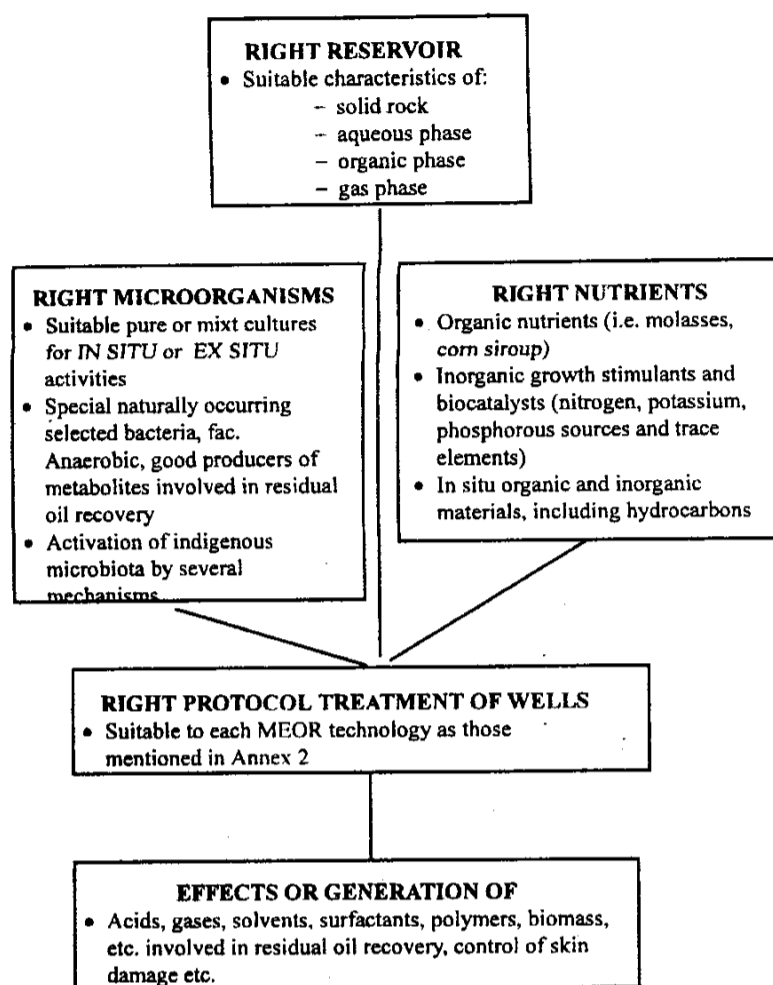 RIGHT RESERVOIR
• Suitable characteristics of:
– solid rock
– aqueous phase
– organic phase
– gas phase
RIGHT MICROORGANISMS
• Suitable pure or mixt cultures
for IN SITU or EX SITU
activities
• Special naturally occurring
selected bacteria, fac.
Anaerobic, good producers of
metabolites involved in residual
oil recovery
• Activation of indigenous
microbiota by several
mechanisms
RIGHT NUTRIENTS
• Organic nutrients (i.e. molasses,
corn siroup)
• Inorganic growth stimulants and
biocatalysts (nitrogen, potassium,
phosphorous sources and trace
elements)
• In situ organic and inorganic
materials, including hydrocarbons
RIGHT PROTOCOL TREATMENT OF WELLS
• Suitable to each MEOR technology as those
mentioned in Annex 2
EFFECTS OR GENERATION OF
• Acids, gases, solvents, surfactants, polymers, biomass,
etc. involved in residual oil recovery, control of skin
damage etc.